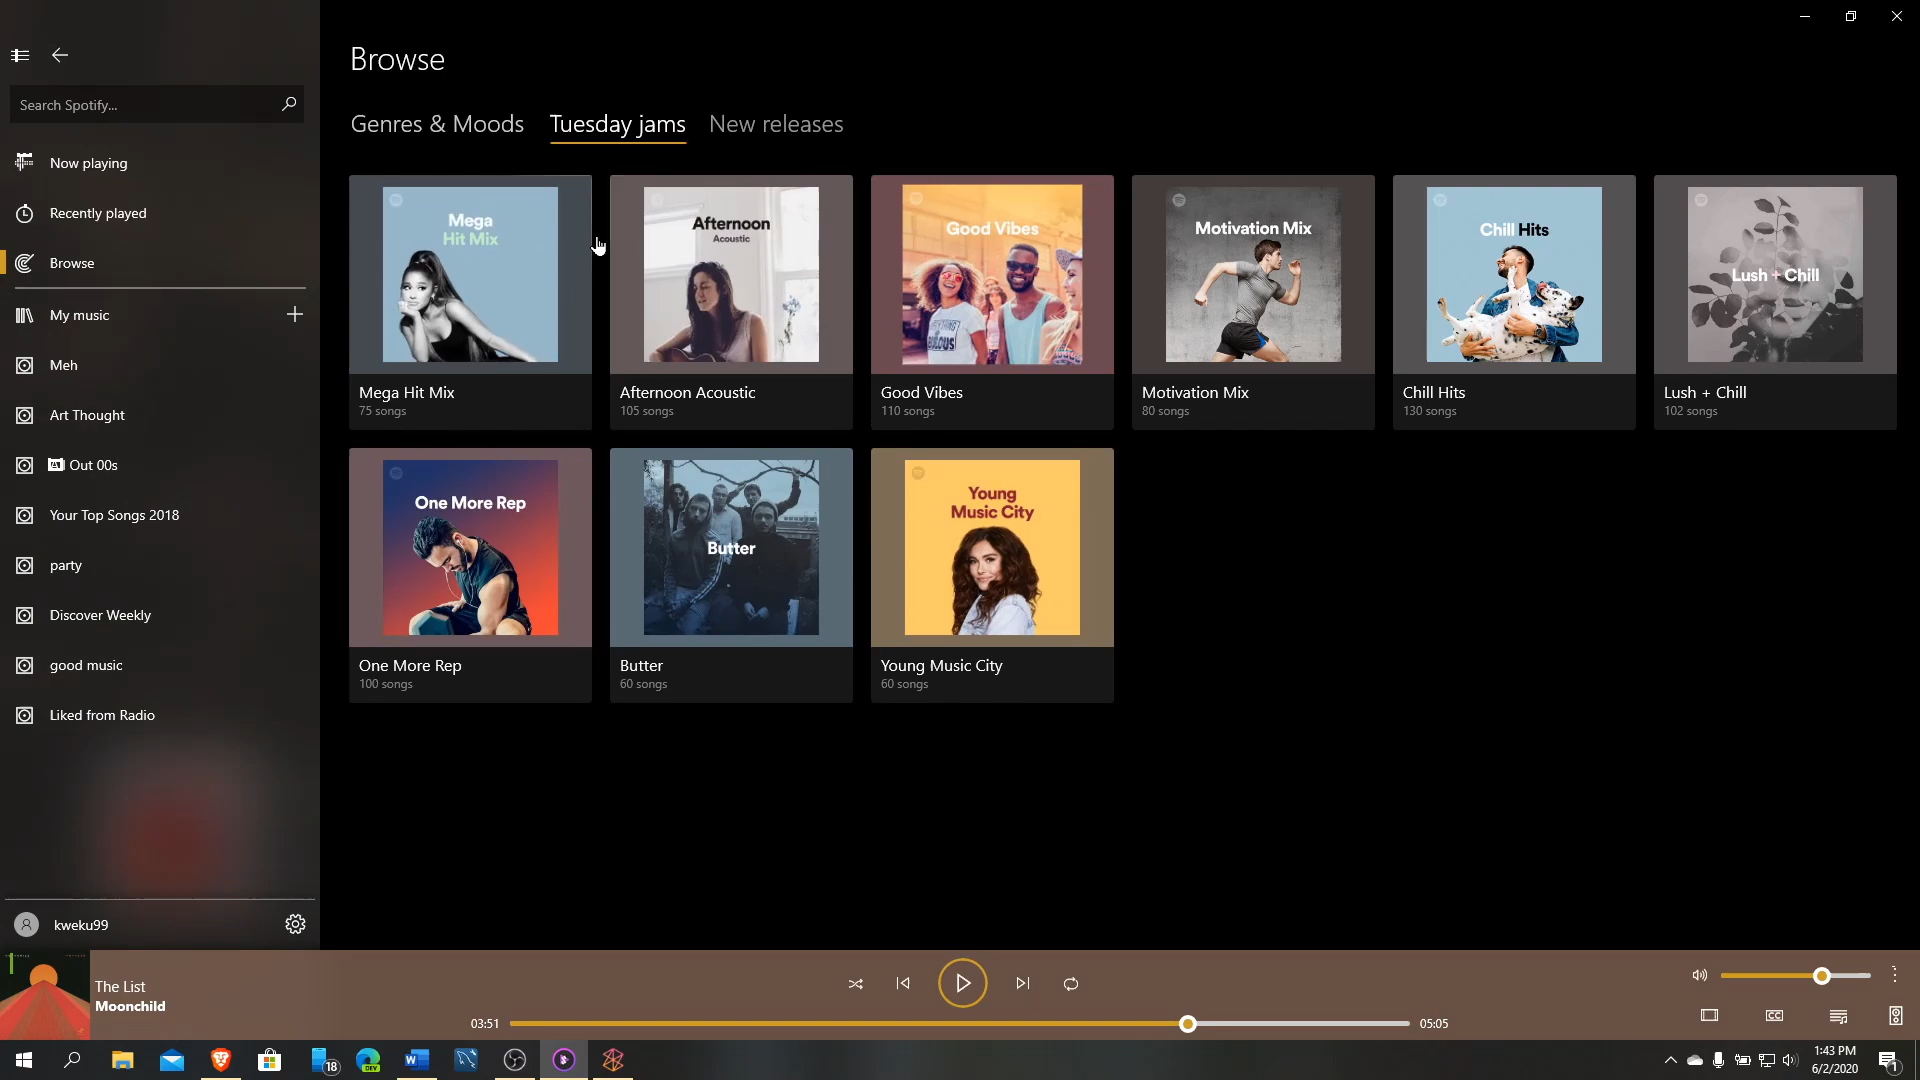 Search Spotify...
Now playing
Recently played
Browse
My music
Meh
Art Thought
All Out 00s
Your Top Songs 2018
party
Discover Weekly
good music
Liked from Radio
kweku99
Browse
Genres & Moods
Tuesday jams
New releases
Mega
Hit Mix
Mega Hit Mix
75 songs
Afternoon
Acoustic
Afternoon Acoustic
105 songs
Good Vibes
Good Vibes
110 songs
Motivation Mix
Motivation Mix
80 songs
Chill Hits
Chill Hits
130 songs
Lush + Chill
Lush + Chill
102 songs
One More Rep
One More Rep
100 songs
Butter
Butter
60 songs
Young
Music City
Young Music City
60 songs
The List
Moonchild
03:51
05:05
CC
18
DEV
1:43 PM
6/2/2020
1